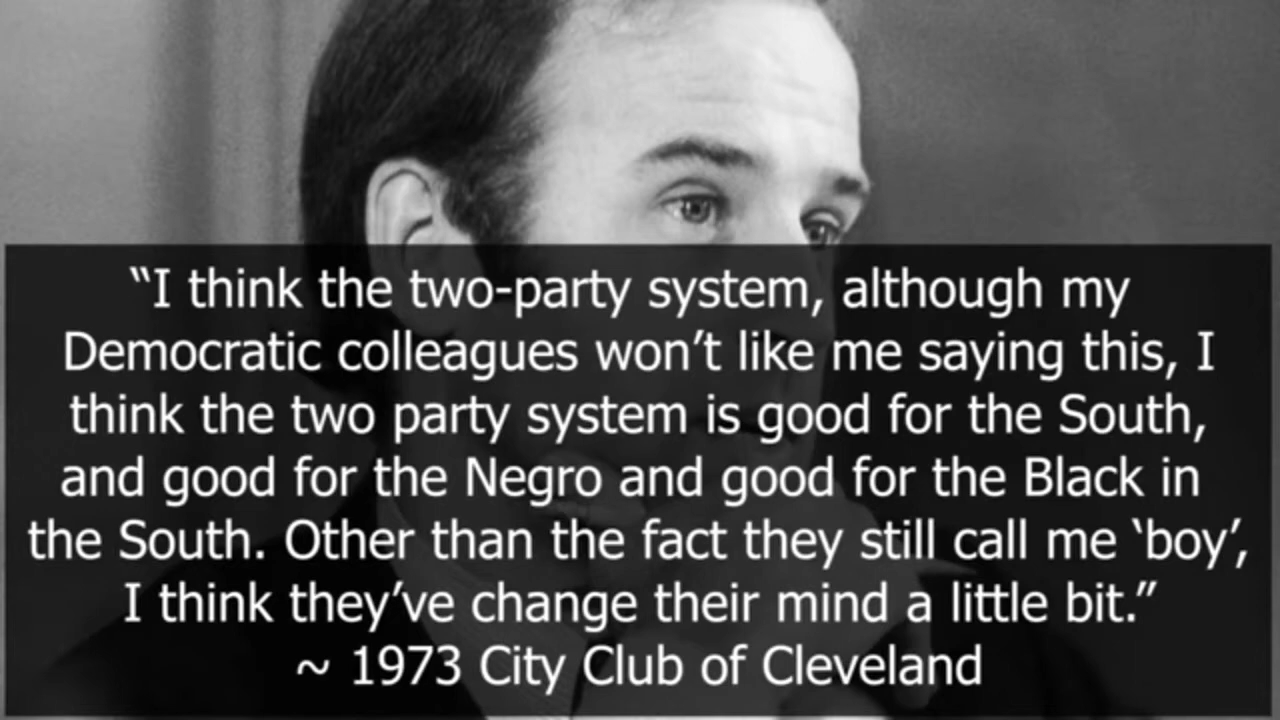 “I think the two-party system, although my
Democratic colleagues won’t like me saying this, I
think the two party system is good for the South,
and good for the Negro and good for the Black in
the South. Other than the fact they still call me ‘boy’,
I think they’ve change their mind a little bit.”
~ 1973 City Club of Cleveland